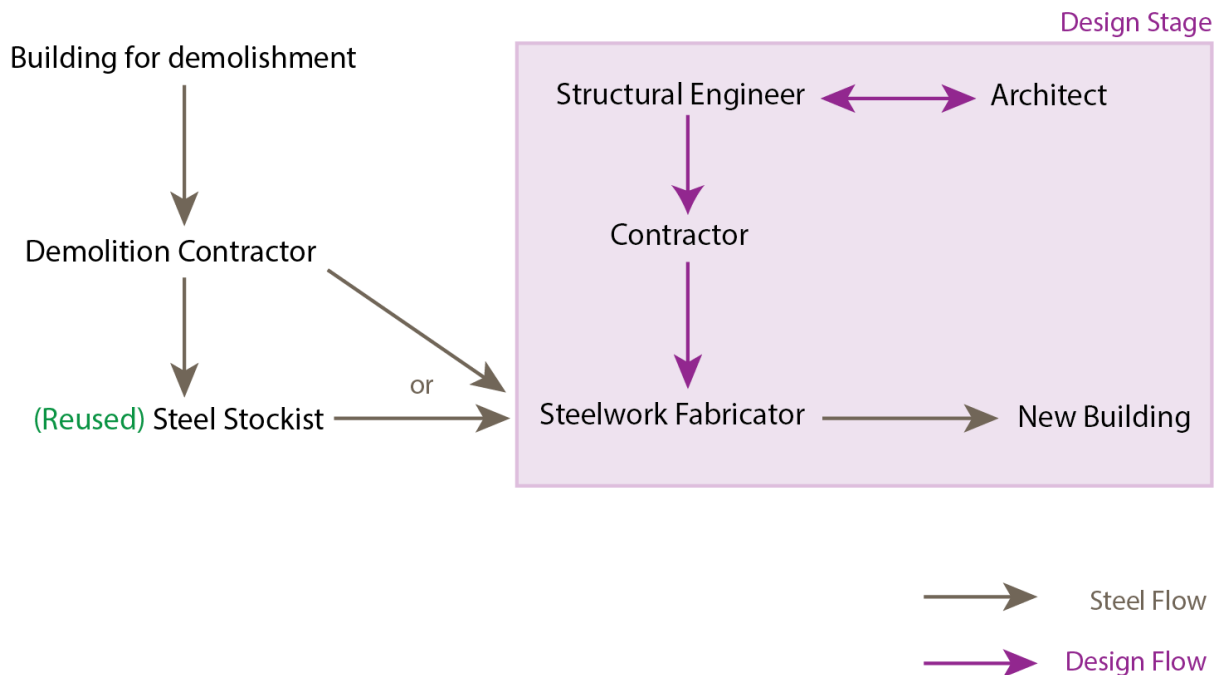 Design Stage
Building for demolishment
Structural Engineer
Architect
Contractor
Demolition Contractor
or
(Reused) Steel Stockist
Steelwork Fabricator
New Building
Steel Flow
Design Flow